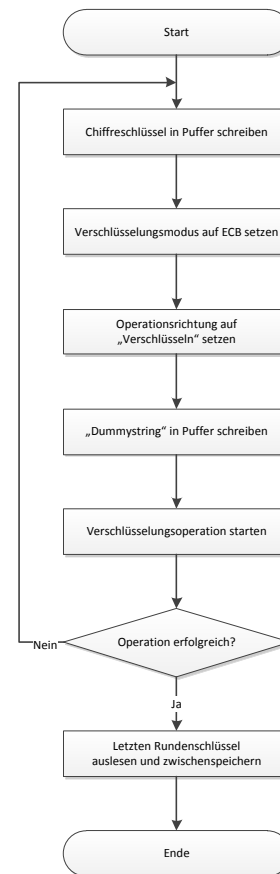 Start
Chiffreschlüssel in Puffer schreiben
Verschlüsselungsmodus auf ECB setzen
Operationsrichtung auf
„Verschlüsseln“ setzen
„Dummystring“ in Puffer schreiben
Verschlüsselungsoperation starten
Operation erfolgreich?
Nein
Ja
Letzten Rundenschlüssel
auslesen und zwischenspeichern
Ende